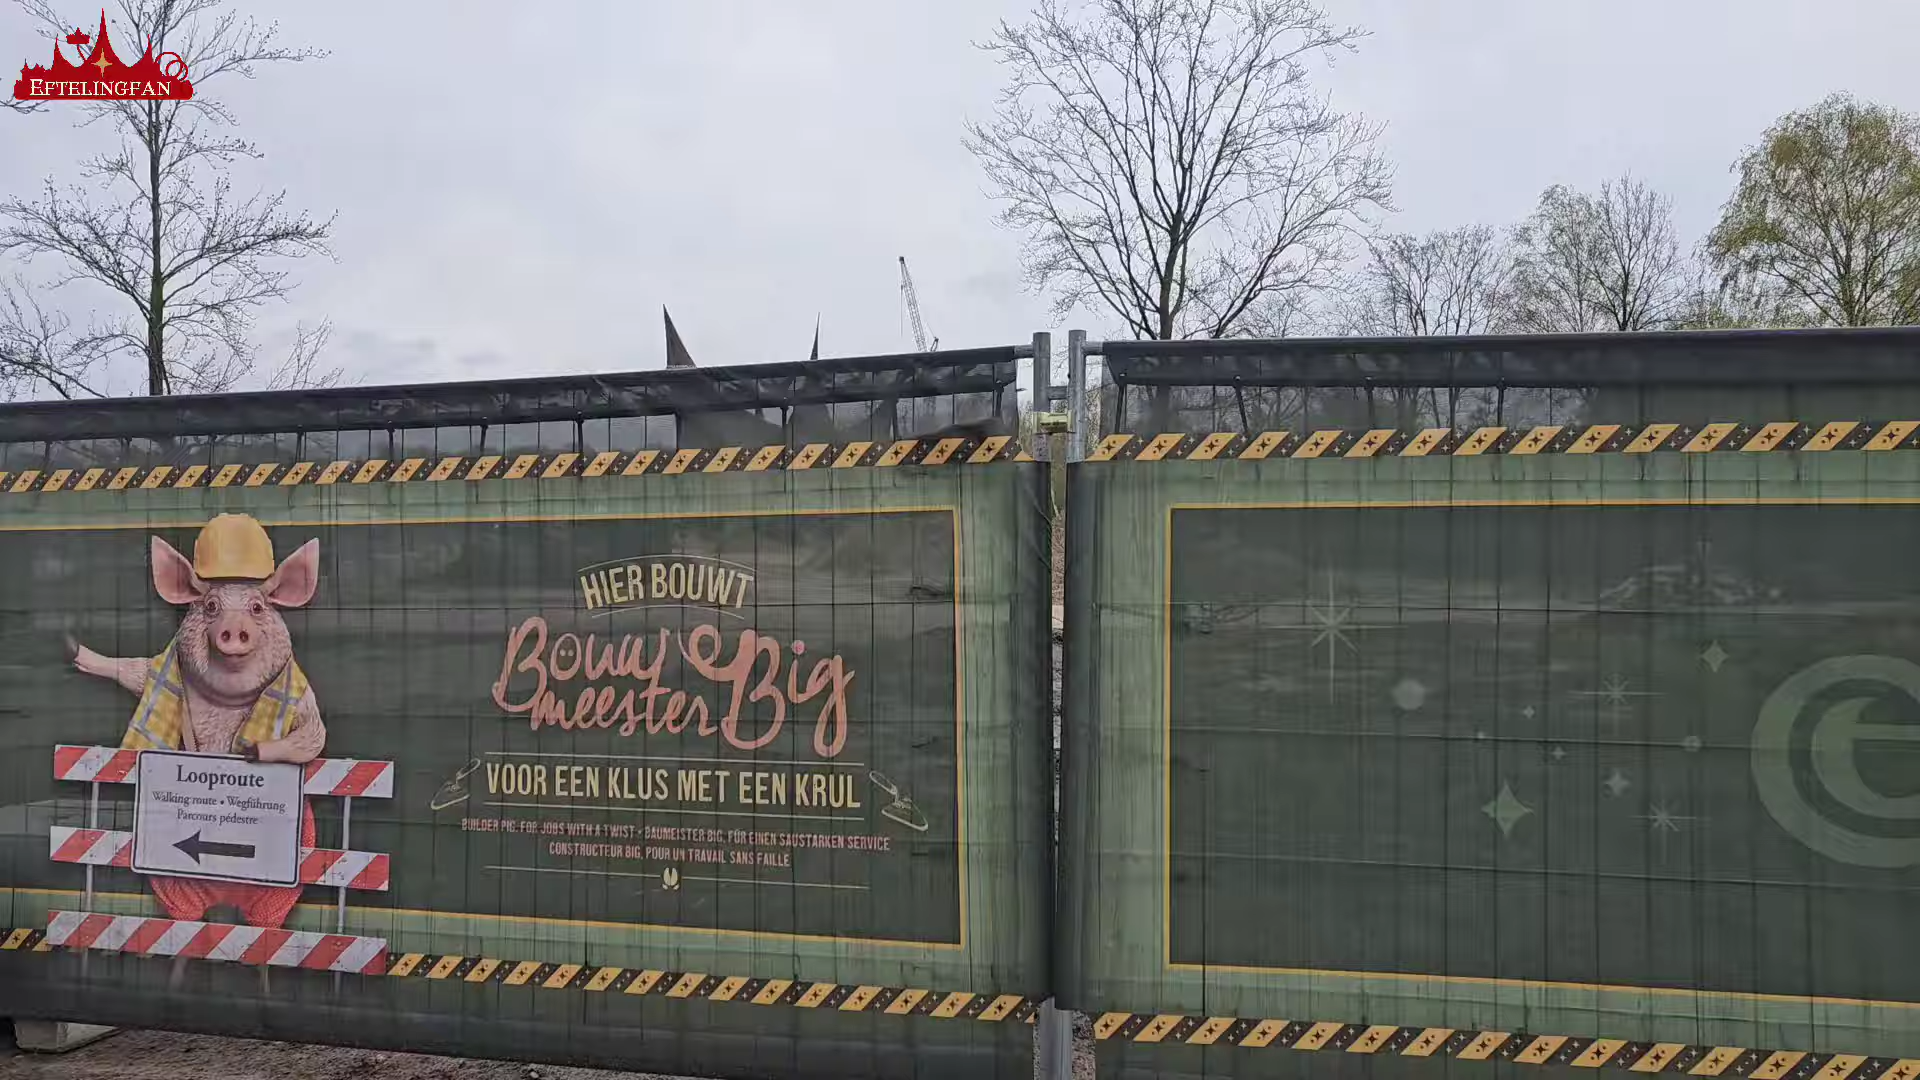 EFTELINGFAN
HIER BOUWT
Bouw
meester Big
VOOR EEN KLUS MET EEN KRUL
BUILDER PIG, FOR JOBS WITH A TWIST • BAUMEISTER BIG, FÜR EINEN SAUSTARKEN SERVICE
CONSTRUCTEUR BIG, POUR UN TRAVAIL SANS FAILLE
Looproute
Walking route • Wegführung
Parcours pédestre
e